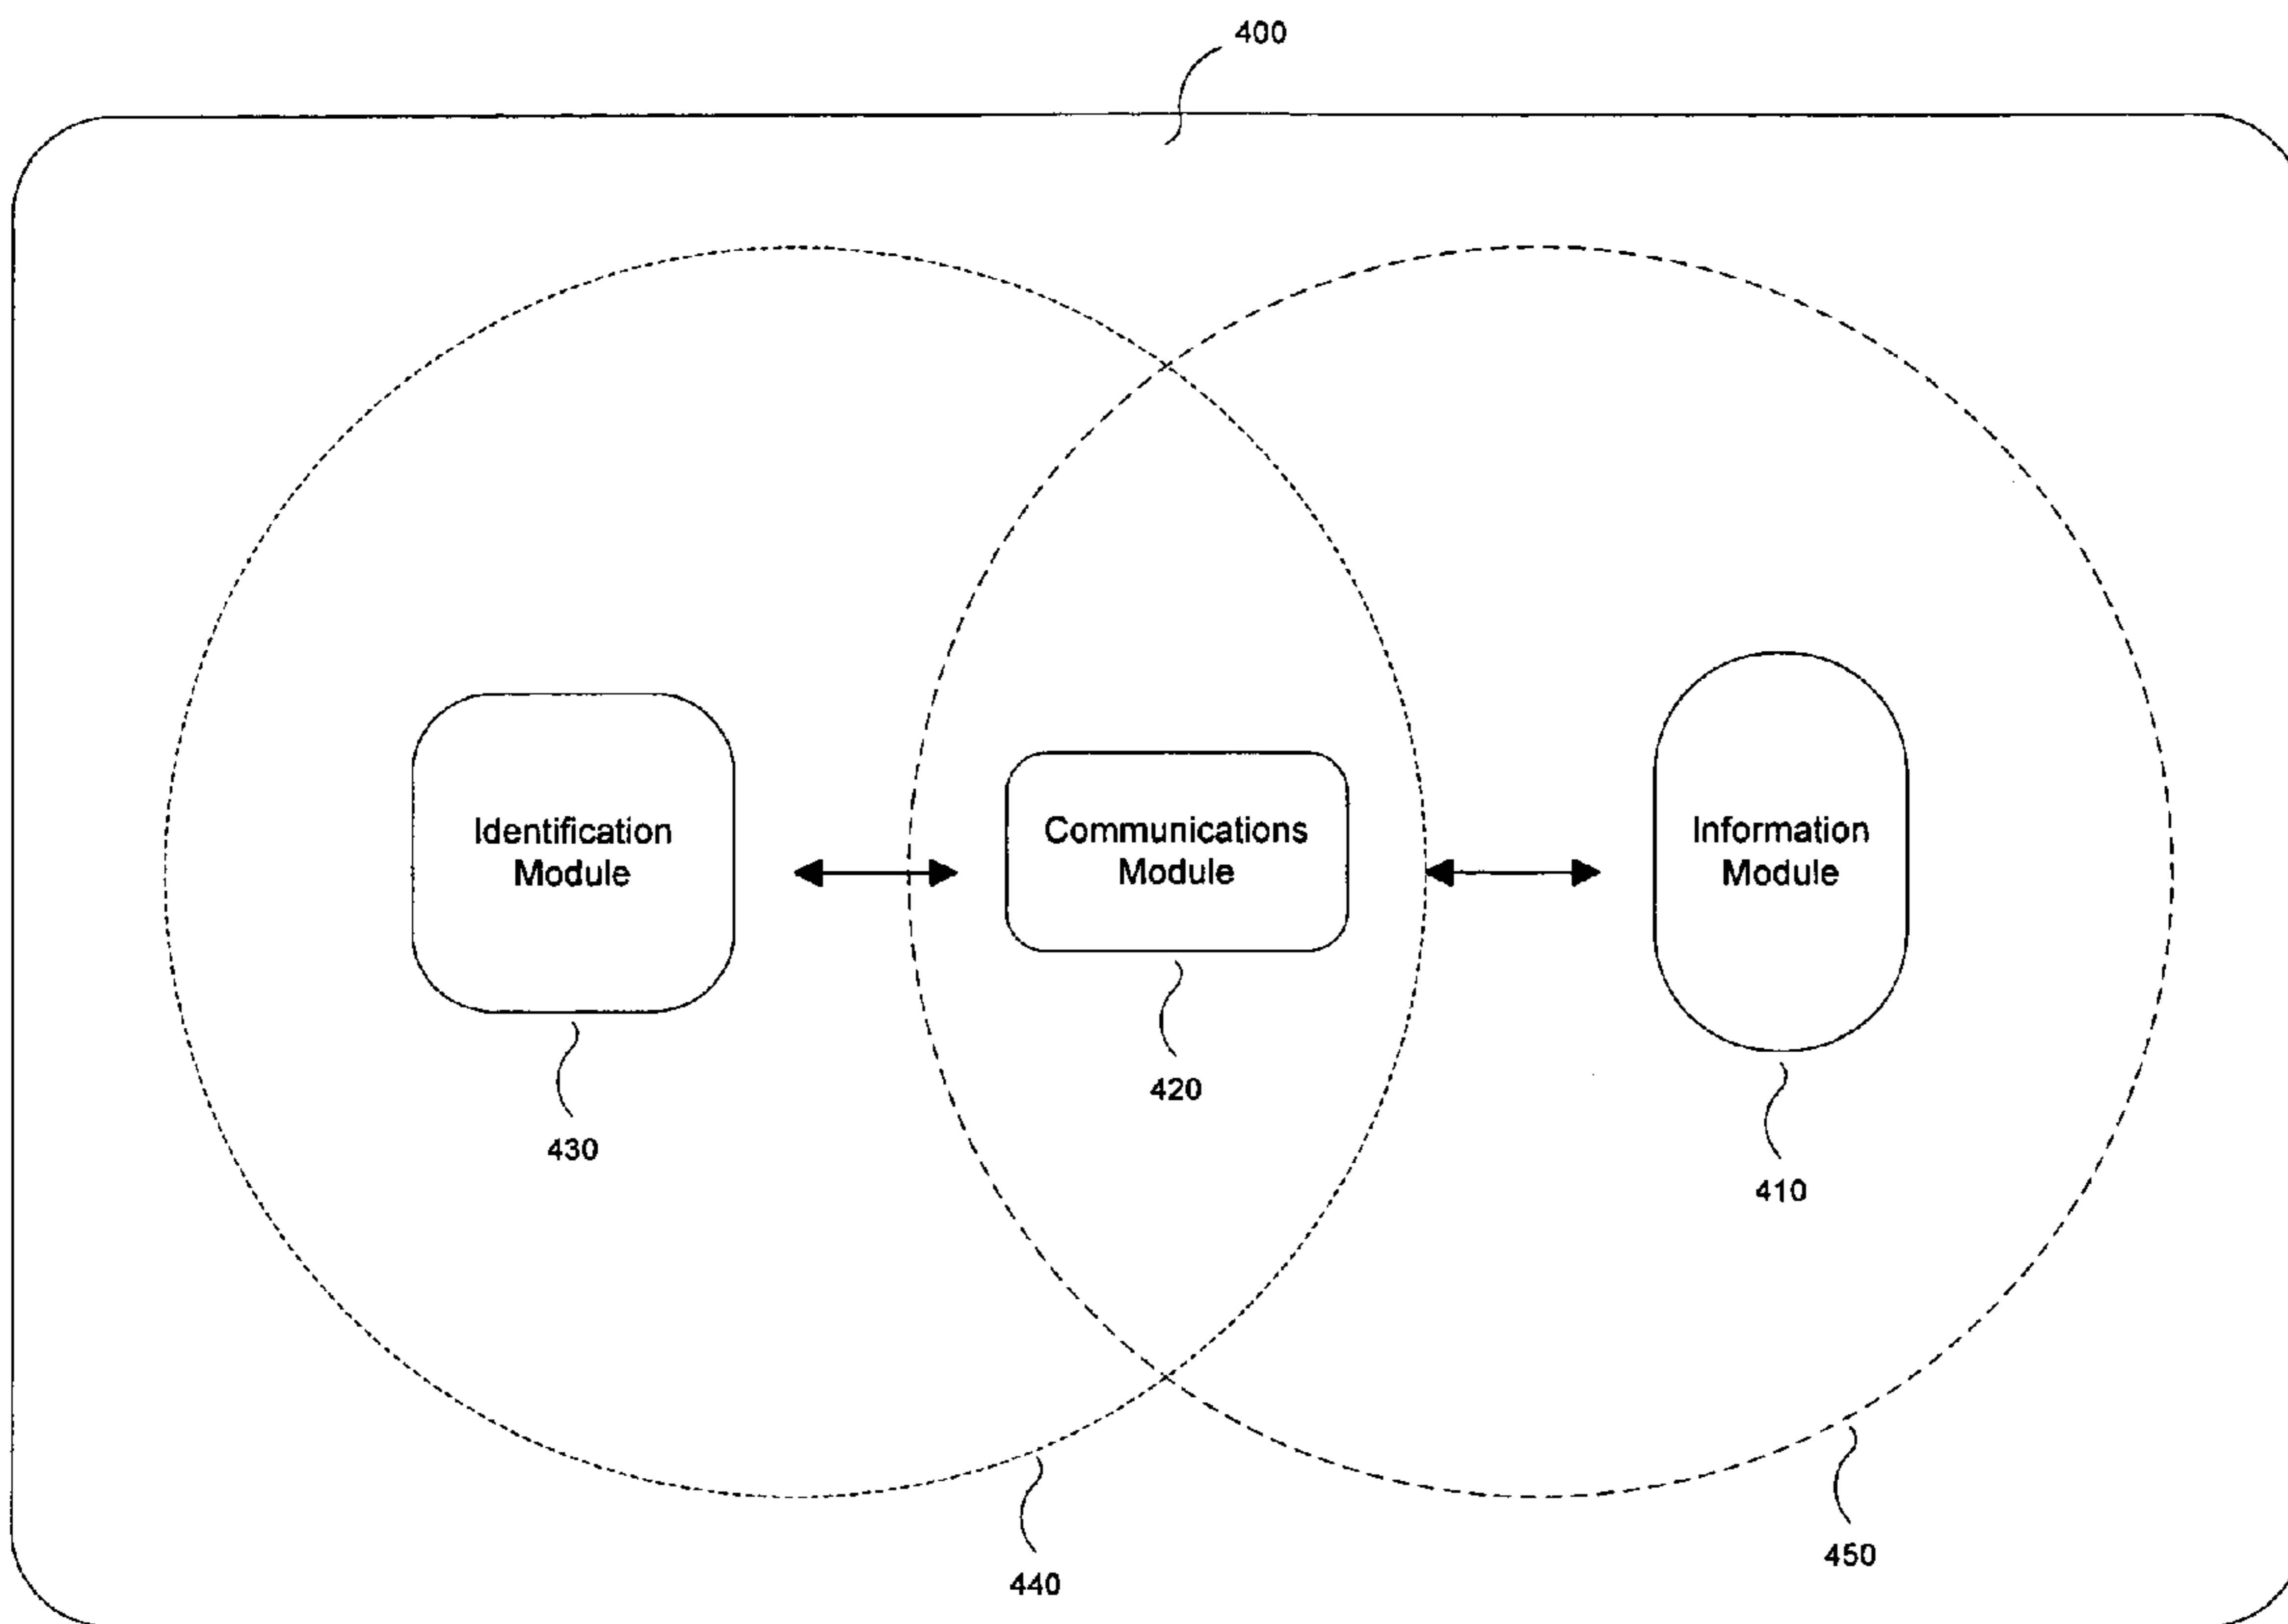 400
Identification
Module
Communications
Module
Information
Module
420
430
410
450
440